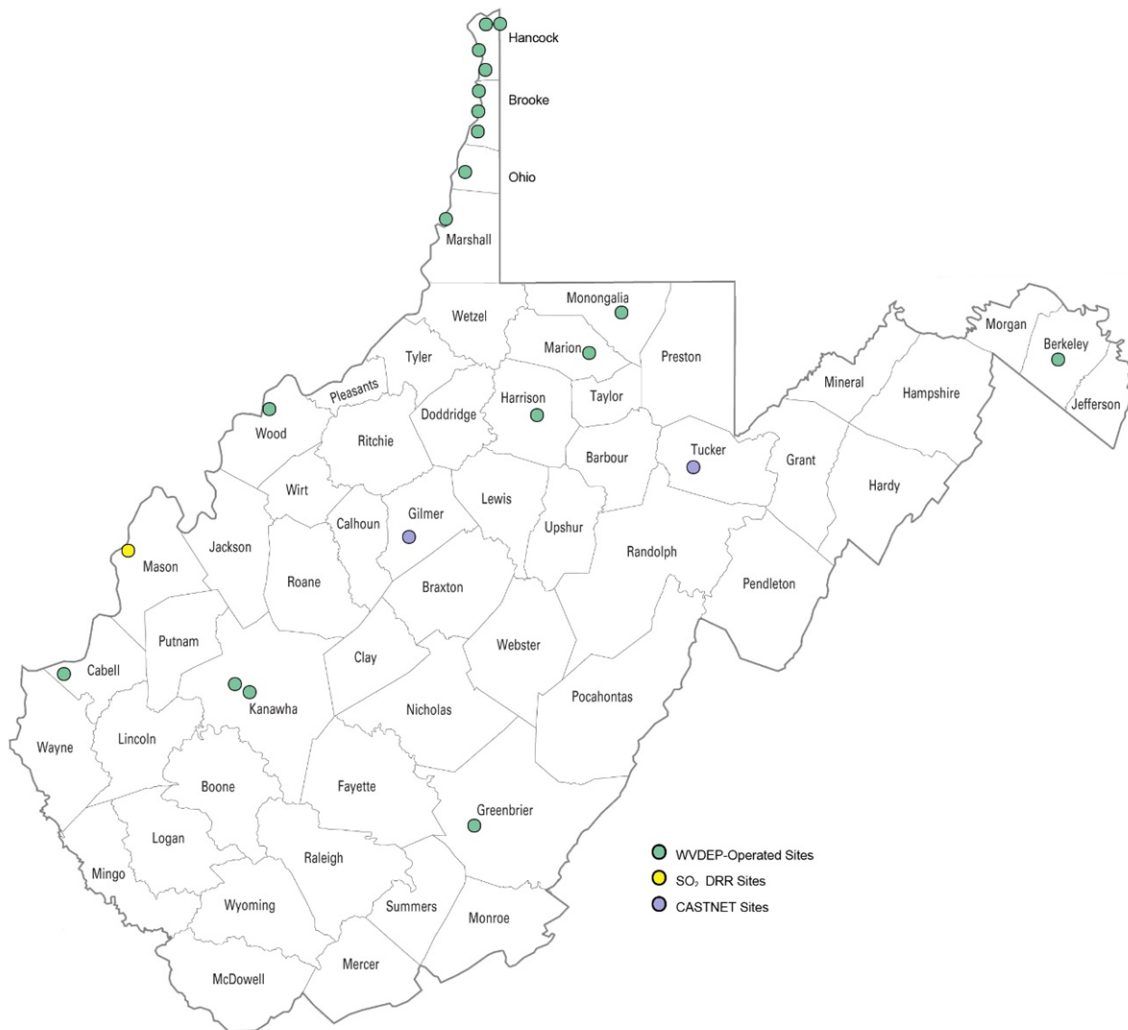 Hancock
Brooke
Ohio
Marshall
Wetzel
Monongalia
Marion
Preston
Tyler
Pleasants
Doddridge
Harrison
Taylor
Morgan
Berkeley
Jefferson
Mineral
Hampshire
Wood
Ritchie
Barbour
Tucker
Grant
Hardy
Wirt
Calhoun
Gilmer
Lewis
Upshur
Randolph
Jackson
Mason
Roane
Braxton
Pendleton
Putnam
Clay
Webster
Cabell
Kanawha
Nicholas
Pocahontas
Wayne
Lincoln
Boone
Fayette
Greenbrier
Logan
Mingo
Raleigh
Wyoming
Summers
Monroe
McDowell
Mercer
WVDEP-Operated Sites
SO₂ DRR Sites
CASTNET Sites